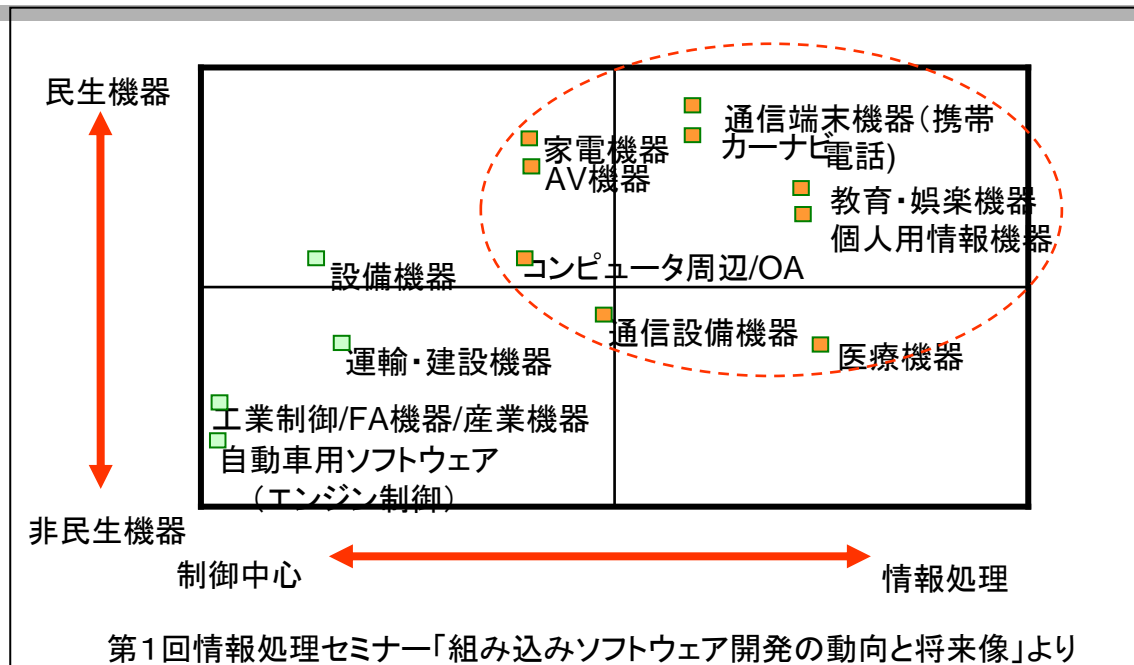 民生機器
通信端末機器(携帯
電話)
カーナビ
家電機器
AV機器
教育・娯楽機器
個人用情報機器
設備機器
コンピュータ周辺/OA
通信設備機器
運輸・建設機器
医療機器
工業制御/FA機器/産業機器
自動車用ソフトウェア
(エンジン制御)
非民生機器
制御中心
情報処理
第1回情報処理セミナー「組み込みソフトウェア開発の動向と将来像」より